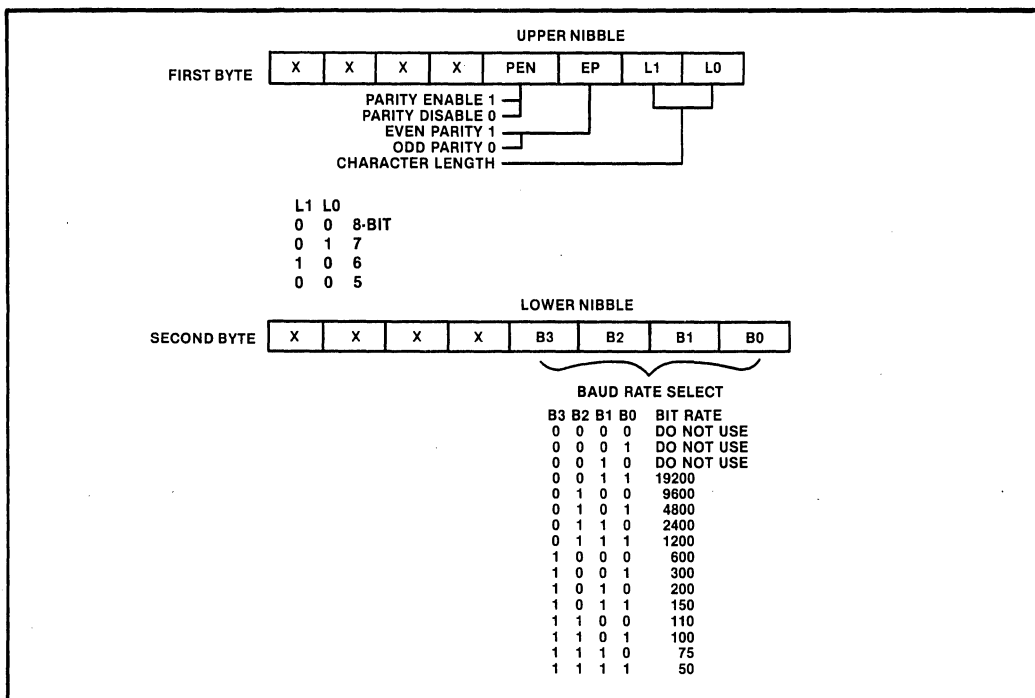 UPPER NIBBLE
FIRST BYTE X X X X PEN EP L1 L0
PARITY ENABLE 1
PARITY DISABLE 0
EVEN PARITY 1
ODD PARITY 0
CHARACTER LENGTH
L1 L0
0 0 8-BIT
0 1 7
1 0 6
0 0 5
LOWER NIBBLE
SECOND BYTE X X X X B3 B2 B1 B0
BAUD RATE SELECT
B3 B2 B1 B0 BIT RATE
0 0 0 0 DO NOT USE
0 0 0 1 DO NOT USE
0 0 1 0 DO NOT USE
0 0 1 1 19200
0 1 0 0 9600
0 1 0 1 4800
0 1 1 0 2400
0 1 1 1 1200
1 0 0 0 600
1 0 0 1 300
1 0 1 0 200
1 0 1 1 150
1 1 0 0 110
1 1 0 1 100
1 1 1 0 75
1 1 1 1 50